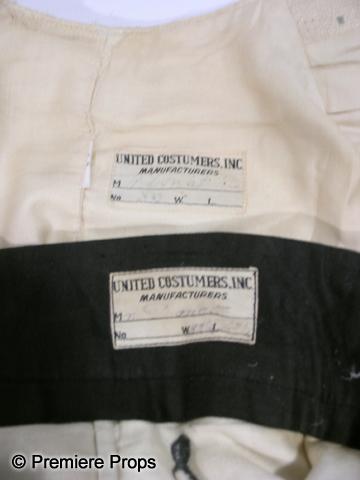 UNITED COSTUMERS, INC.
MANUFACTURERS
M
No. W. L.
UNITED COSTUMERS, INC.
MANUFACTURERS
M
No. W. L.
© Premiere Props